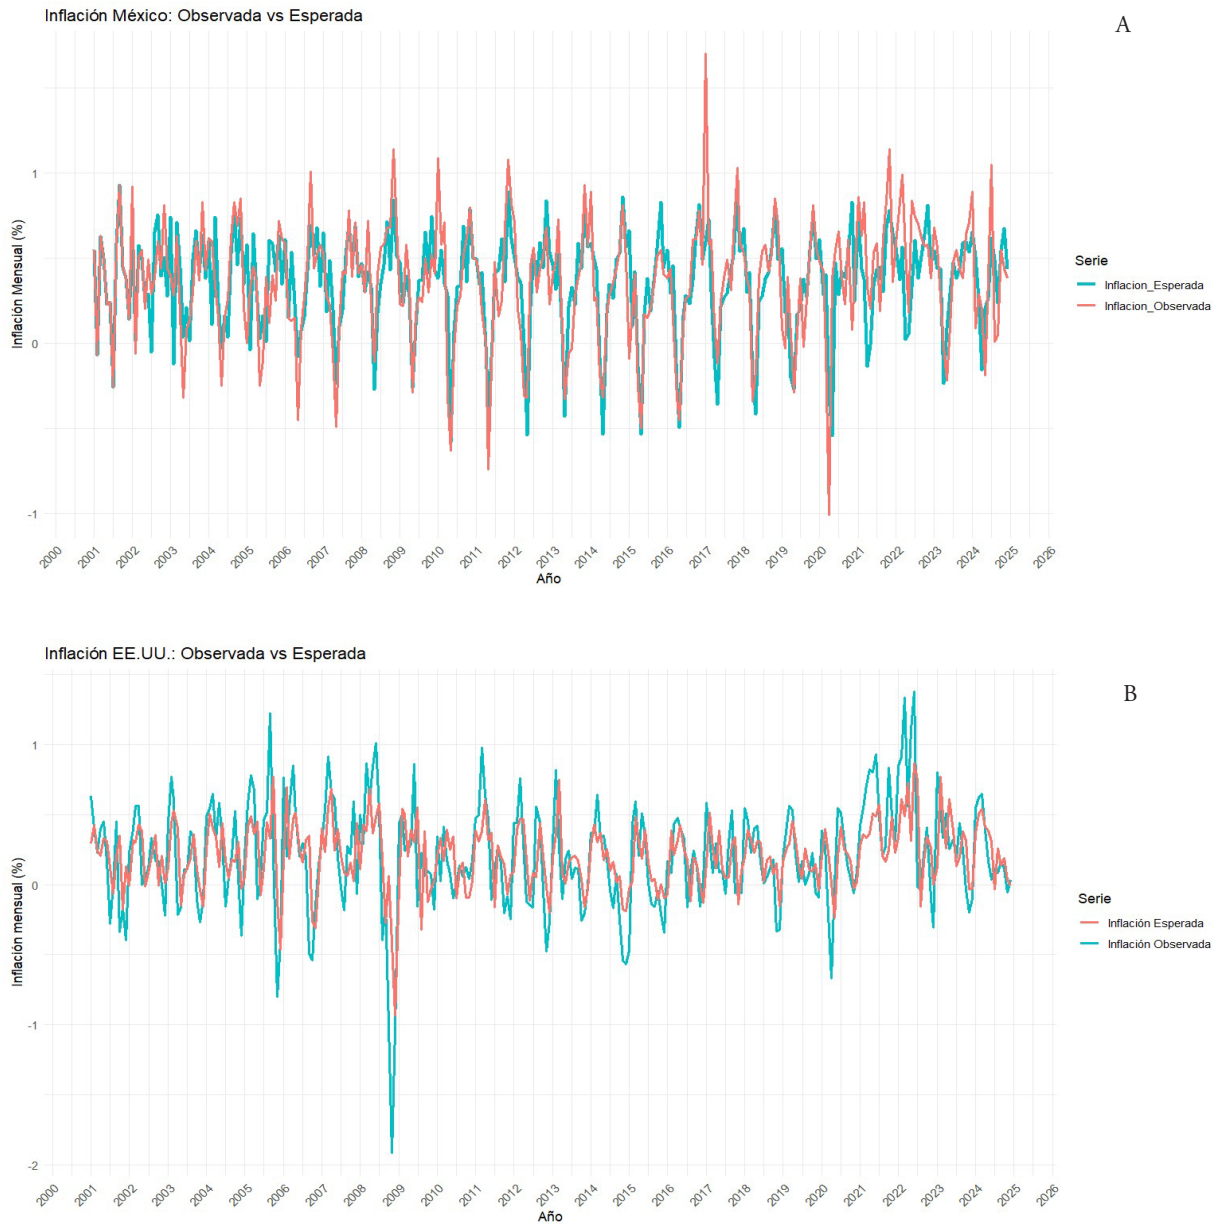 Inflación México: Observada vs Esperada
A
Inflación Mensual (%)
1
0
-1
2000 2001 2002 2003 2004 2005 2006 2007 2008 2009 2010 2011 2012 2013 2014 2015 2016 2017 2018 2019 2020 2021 2022 2023 2024 2025 2026
Año
Serie
Inflacion_Esperada
Inflacion_Observada
Inflación EE.UU.: Observada vs Esperada
B
Inflación mensual (%)
1
0
-1
-2
2000 2001 2002 2003 2004 2005 2006 2007 2008 2009 2010 2011 2012 2013 2014 2015 2016 2017 2018 2019 2020 2021 2022 2023 2024 2025 2026
Año
Serie
Inflación Esperada
Inflación Observada